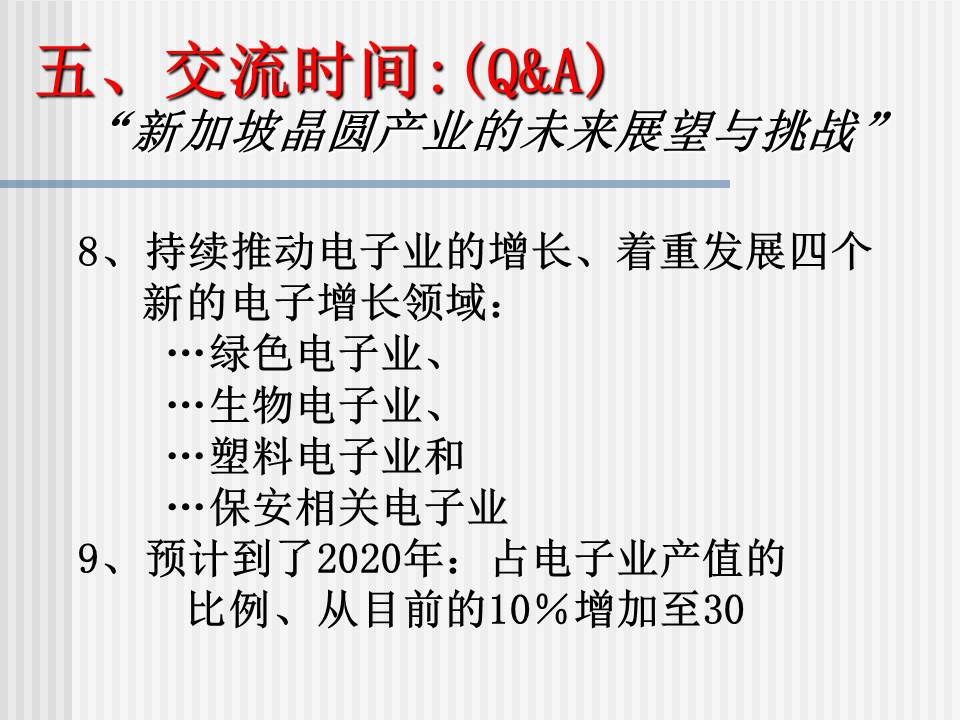 五、交流时间:(Q&A)
“新加坡晶圆产业的未来展望与挑战”
8、持续推动电子业的增长、着重发展四个
新的电子增长领域：
…绿色电子业、
…生物电子业、
…塑料电子业和
…保安相关电子业
9、预计到了2020年：占电子业产值的
比例、从目前的10％增加至30